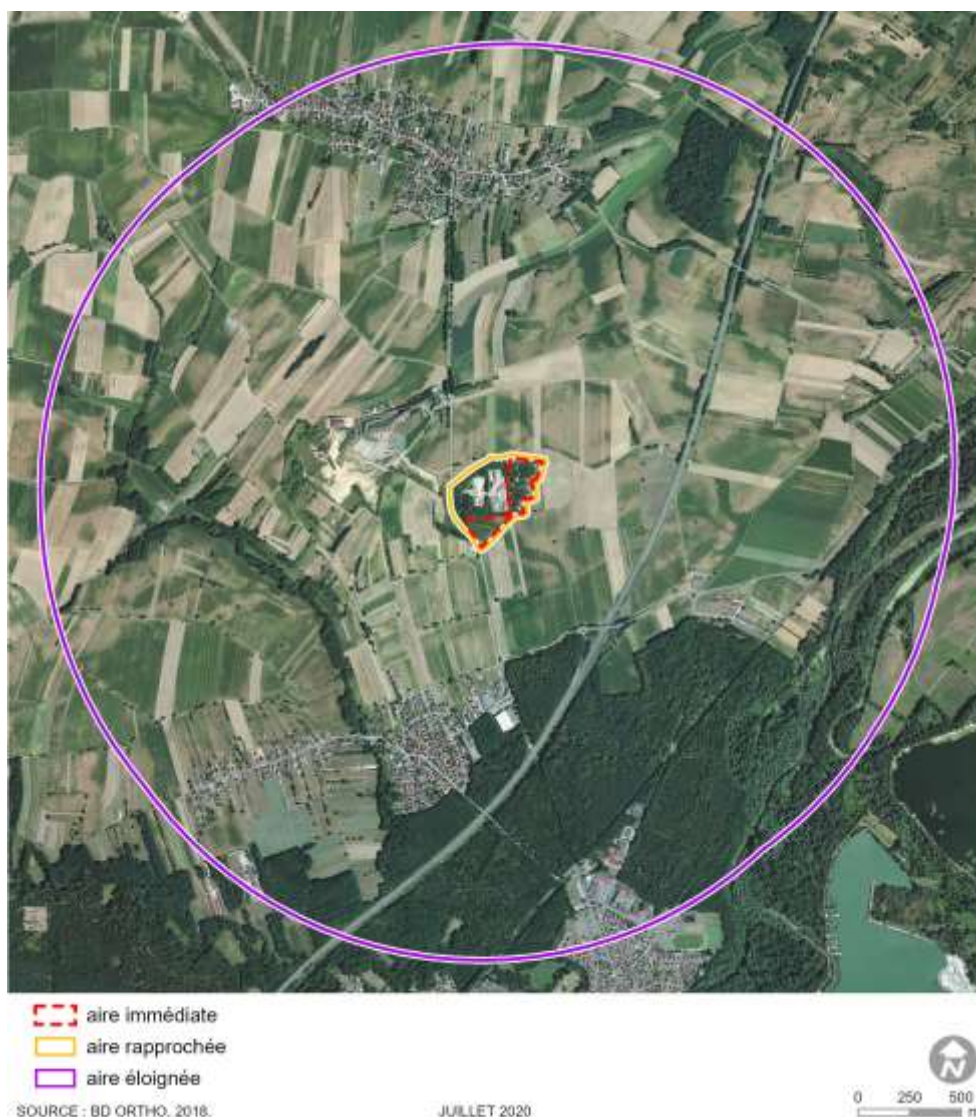 aire immédiate
aire rapprochée
aire éloignée
N
0 250 500
m
SOURCE : BD ORTHO, 2018.
JUILLET 2020